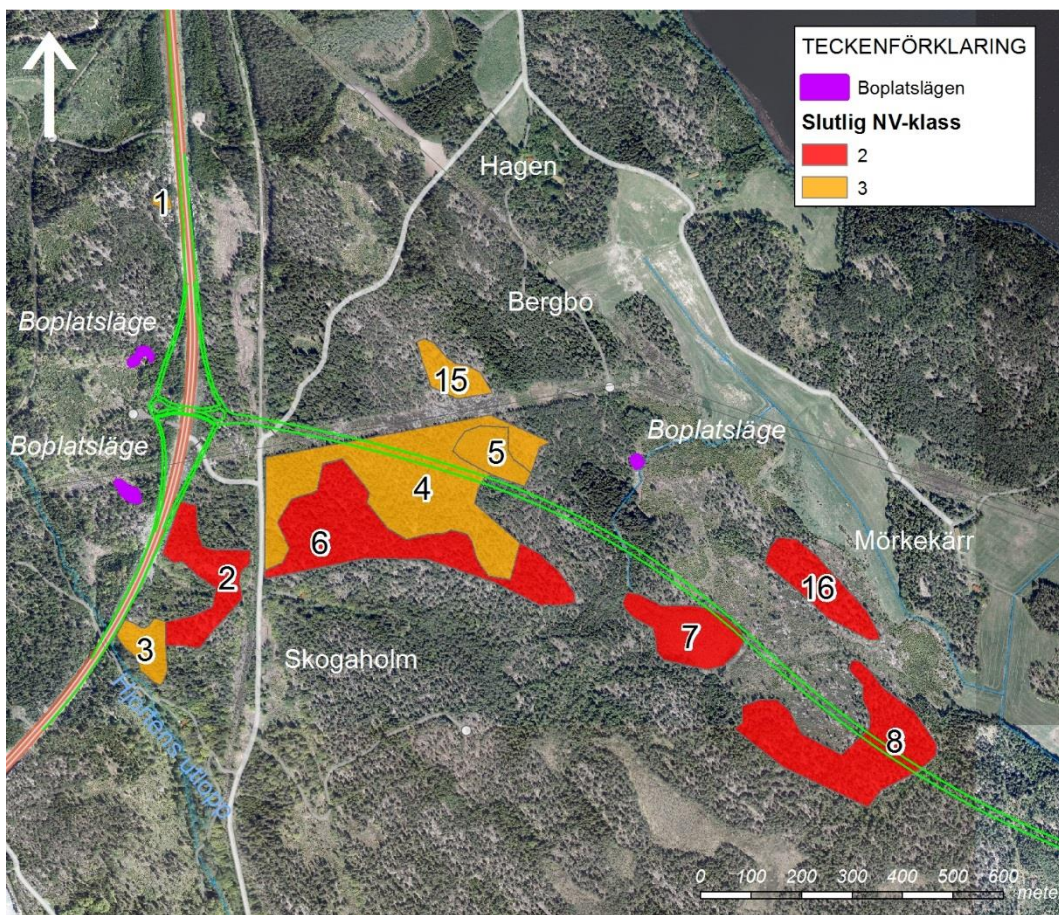 TECKENFÖRKLARING
Boplatslägen
Slutlig NV-klass
2
3
Hagen
1
Bergbo
Boplatsläge
15
Boplatsläge
Boplatsläge
5
4
6
Mörkekärr
2
16
7
3
Skogaholm
8
0 100 200 300 400 500 600
mete